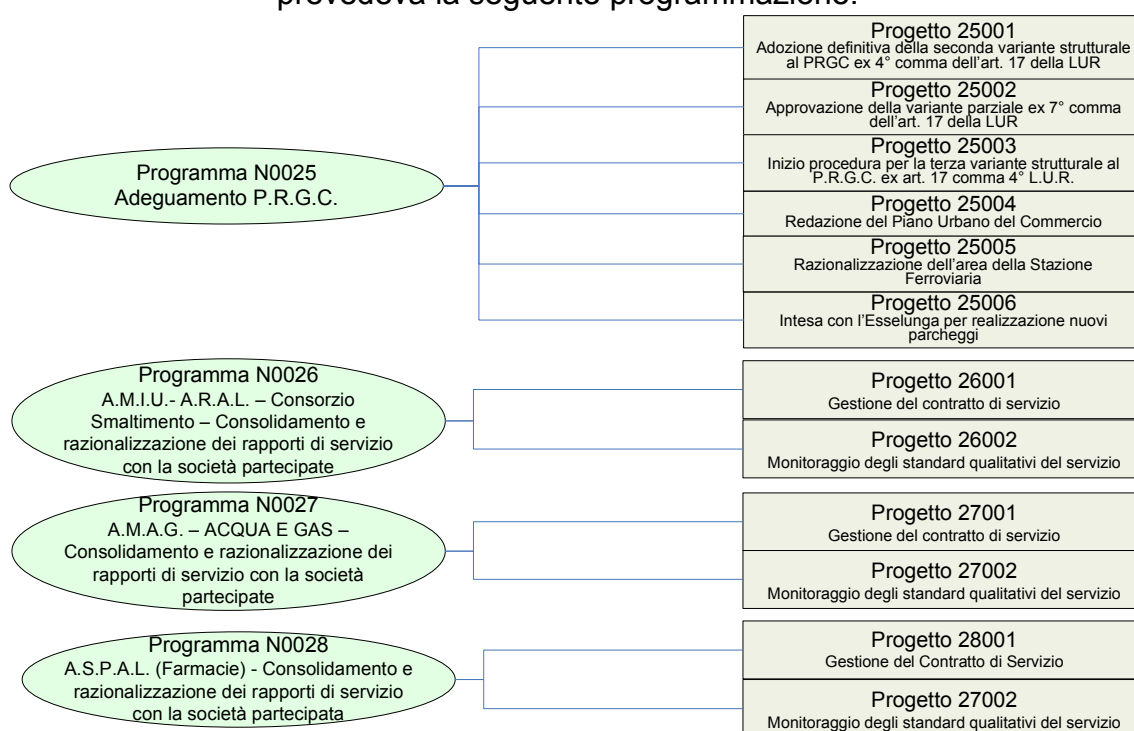 prevedeva la seguente programmazione:
Programma N0025
Adeguamento P.R.G.C.
Progetto 25001
Adozione definitiva della seconda variante strutturale
al PRGC ex 4° comma dell'art. 17 della LUR
Progetto 25002
Approvazione della variante parziale ex 7° comma
dell'art. 17 della LUR
Progetto 25003
Inizio procedura per la terza variante strutturale al
P.R.G.C. ex art. 17 comma 4° L.U.R.
Progetto 25004
Redazione del Piano Urbano del Commercio
Progetto 25005
Razionalizzazione dell'area della Stazione
Ferroviaria
Progetto 25006
Intesa con l'Esselunga per realizzazione nuovi
parcheggi
Programma N0026
A.M.I.U.- A.R.A.L. – Consorzio
Smaltimento – Consolidamento e
razionalizzazione dei rapporti di servizio
con la società partecipate
Progetto 26001
Gestione del contratto di servizio
Progetto 26002
Monitoraggio degli standard qualitativi del servizio
Programma N0027
A.M.A.G. – ACQUA E GAS –
Consolidamento e razionalizzazione dei
rapporti di servizio con la società
partecipate
Progetto 27001
Gestione del contratto di servizio
Progetto 27002
Monitoraggio degli standard qualitativi del servizio
Programma N0028
A.S.P.A.L. (Farmacie) - Consolidamento e
razionalizzazione dei rapporti di servizio
con la società partecipata
Progetto 28001
Gestione del Contratto di Servizio
Progetto 27002
Monitoraggio degli standard qualitativi del servizio